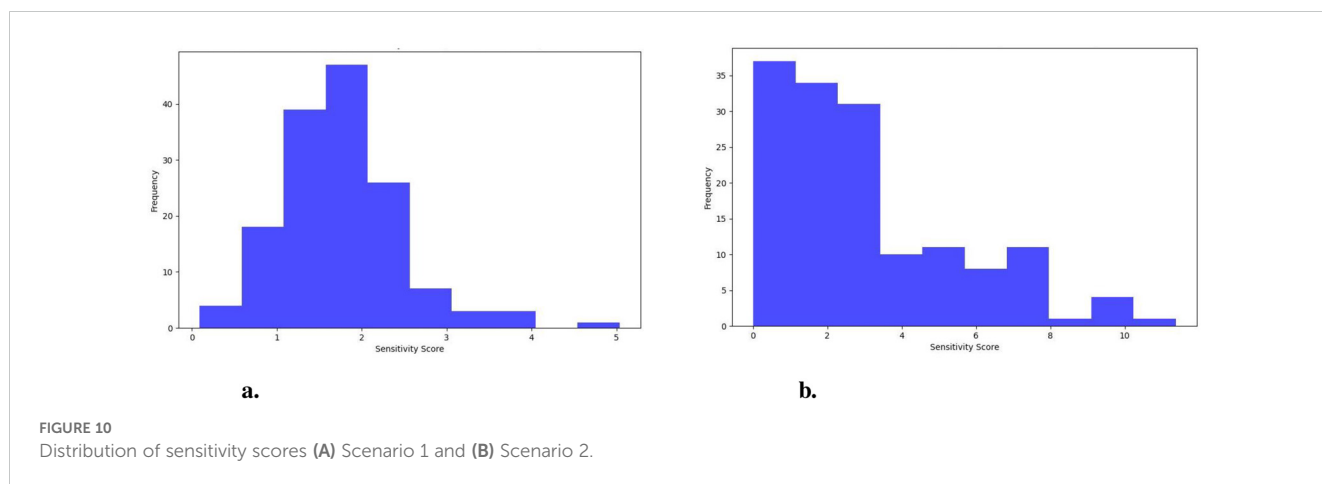 40
30
20
10
0
Frequency
0 1 2 3 4 5
Sensitivity Score
a.
35
30
25
20
15
10
5
0
Frequency
0 2 4 6 8 10
Sensitivity Score
b.
FIGURE 10
Distribution of sensitivity scores (A) Scenario 1 and (B) Scenario 2.